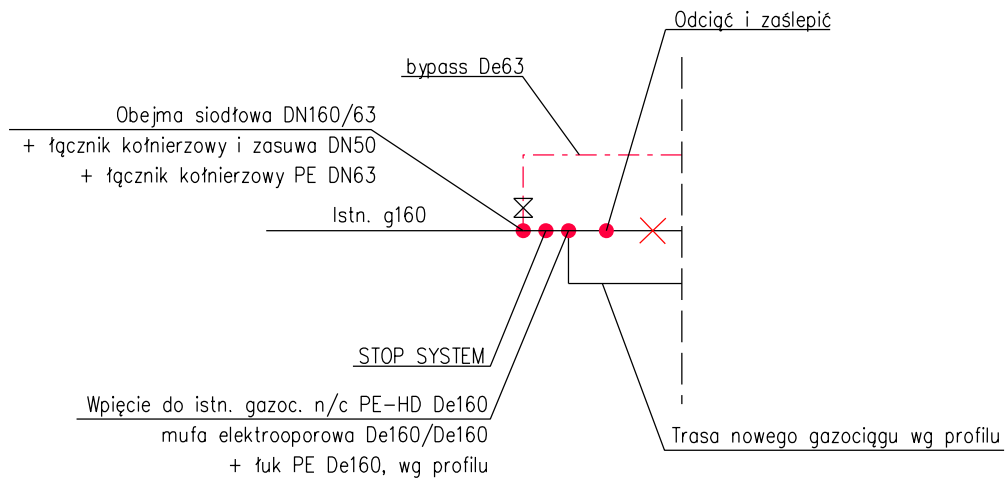 Odciąć i zaślepić
bypass De63
Obejma siodłowa DN160/63
+ łącznik kołnierzowy i zasuwa DN50
+ łącznik kołnierzowy PE DN63
Istn. g160
STOP SYSTEM
Wpięcie do istn. gazoc. n/c PE-HD De160
mufa elektrooporowa De160/De160
+ łuk PE De160, wg profilu
Trasa nowego gazociągu wg profilu